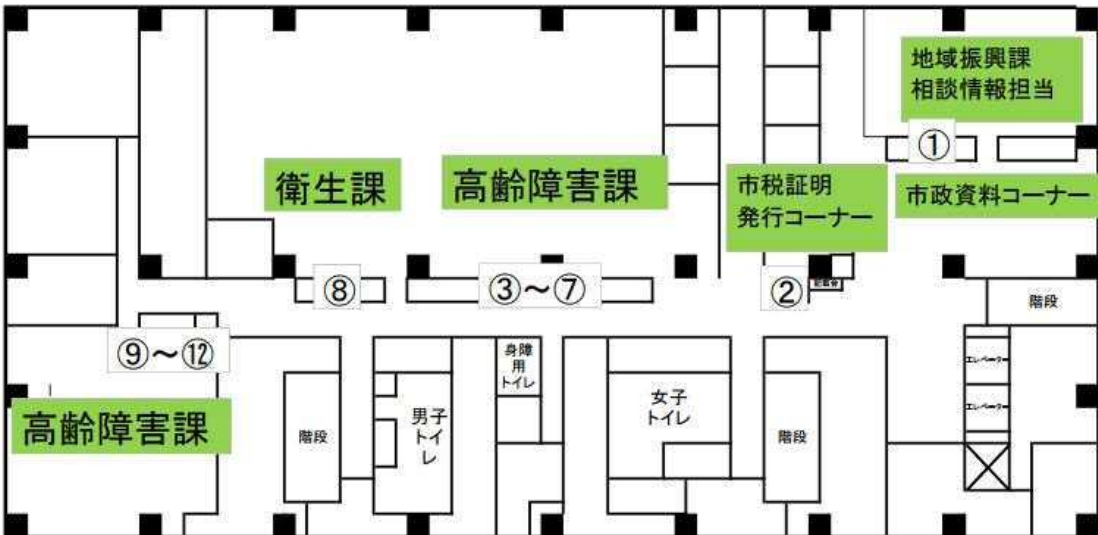 地域振興課
相談情報担当
①
衛生課
高齢障害課
市税証明
発行コーナー
市政資料コーナー
⑧
③～⑦
②
記載台
階段
⑨～⑫
身障
用
トイレ
エレベーター
エレベーター
高齢障害課
階段
男子
トイ
レ
女子
トイレ
階段